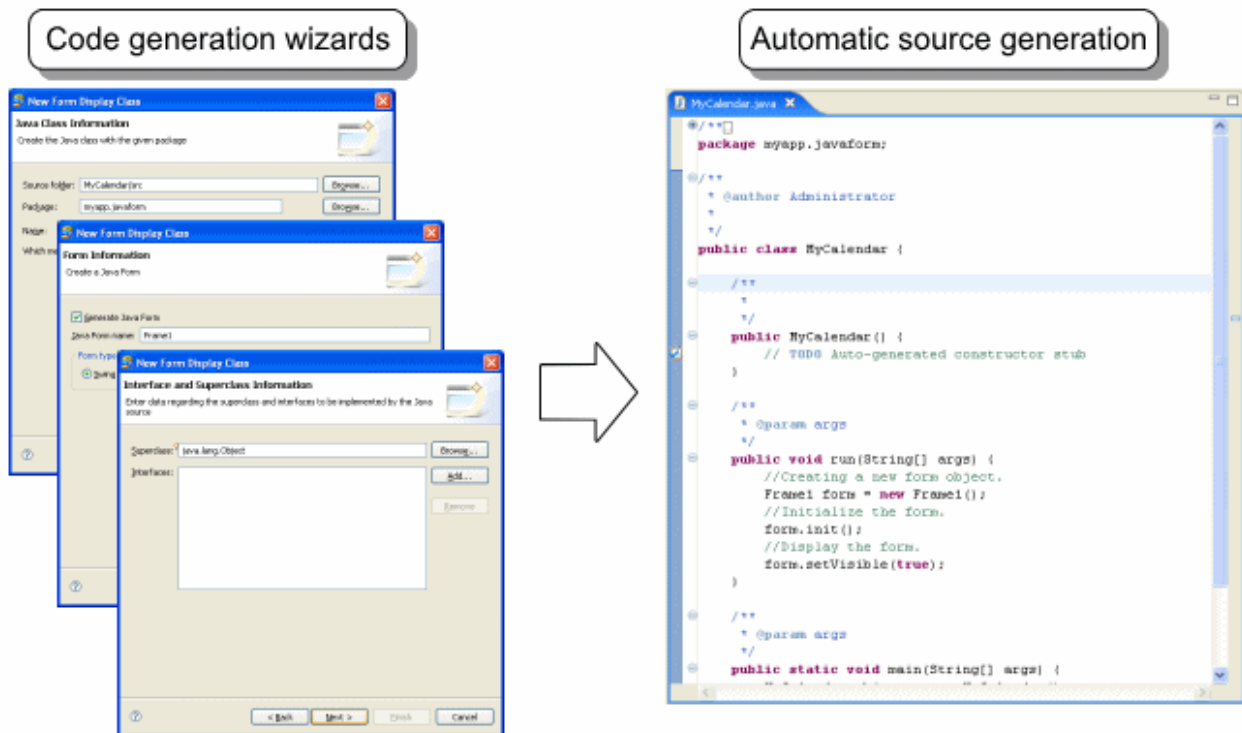 Code generation wizards
New Form Display Class
Java Class Information
Create the Java class with the given package
Source folder: MyCalendar/src Browse...
Package: myapp.javaform Browse...
Name:
Which me
New Form Display Class
Form Information
Create a Java Form
Generate Java Form
Java Form name: Frame1
Form type
Swing
New Form Display Class
Interface and Superclass Information
Enter data regarding the superclass and interfaces to be implemented by the Java
source
Superclass: java.lang.Object Browse...
Interfaces: Add...
Remove
< Back Next > Finish Cancel
Automatic source generation
MyCalendar.java
/**
package myapp.javaform;
/**
* @author Administrator
*
*/
public class MyCalendar {
/**
*
*/
public MyCalendar() {
// TODO Auto-generated constructor stub
}
/**
* @param args
*/
public void run(String[] args) {
//Creating a new form object.
Frame1 form = new Frame1();
//Initialize the form.
form.init();
//Display the form.
form.setVisible(true);
}
/**
* @param args
*/
public static void main(String[] args) {